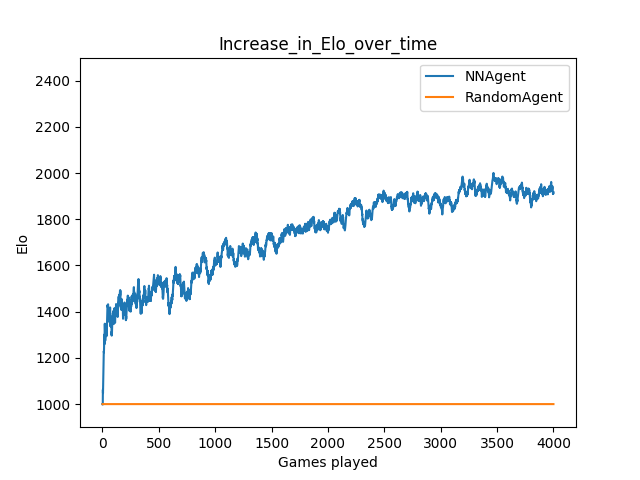 Increase_in_Elo_over_time
NNAgent
RandomAgent
Elo
2400
2200
2000
1800
1600
1400
1200
1000
0 500 1000 1500 2000 2500 3000 3500 4000
Games played